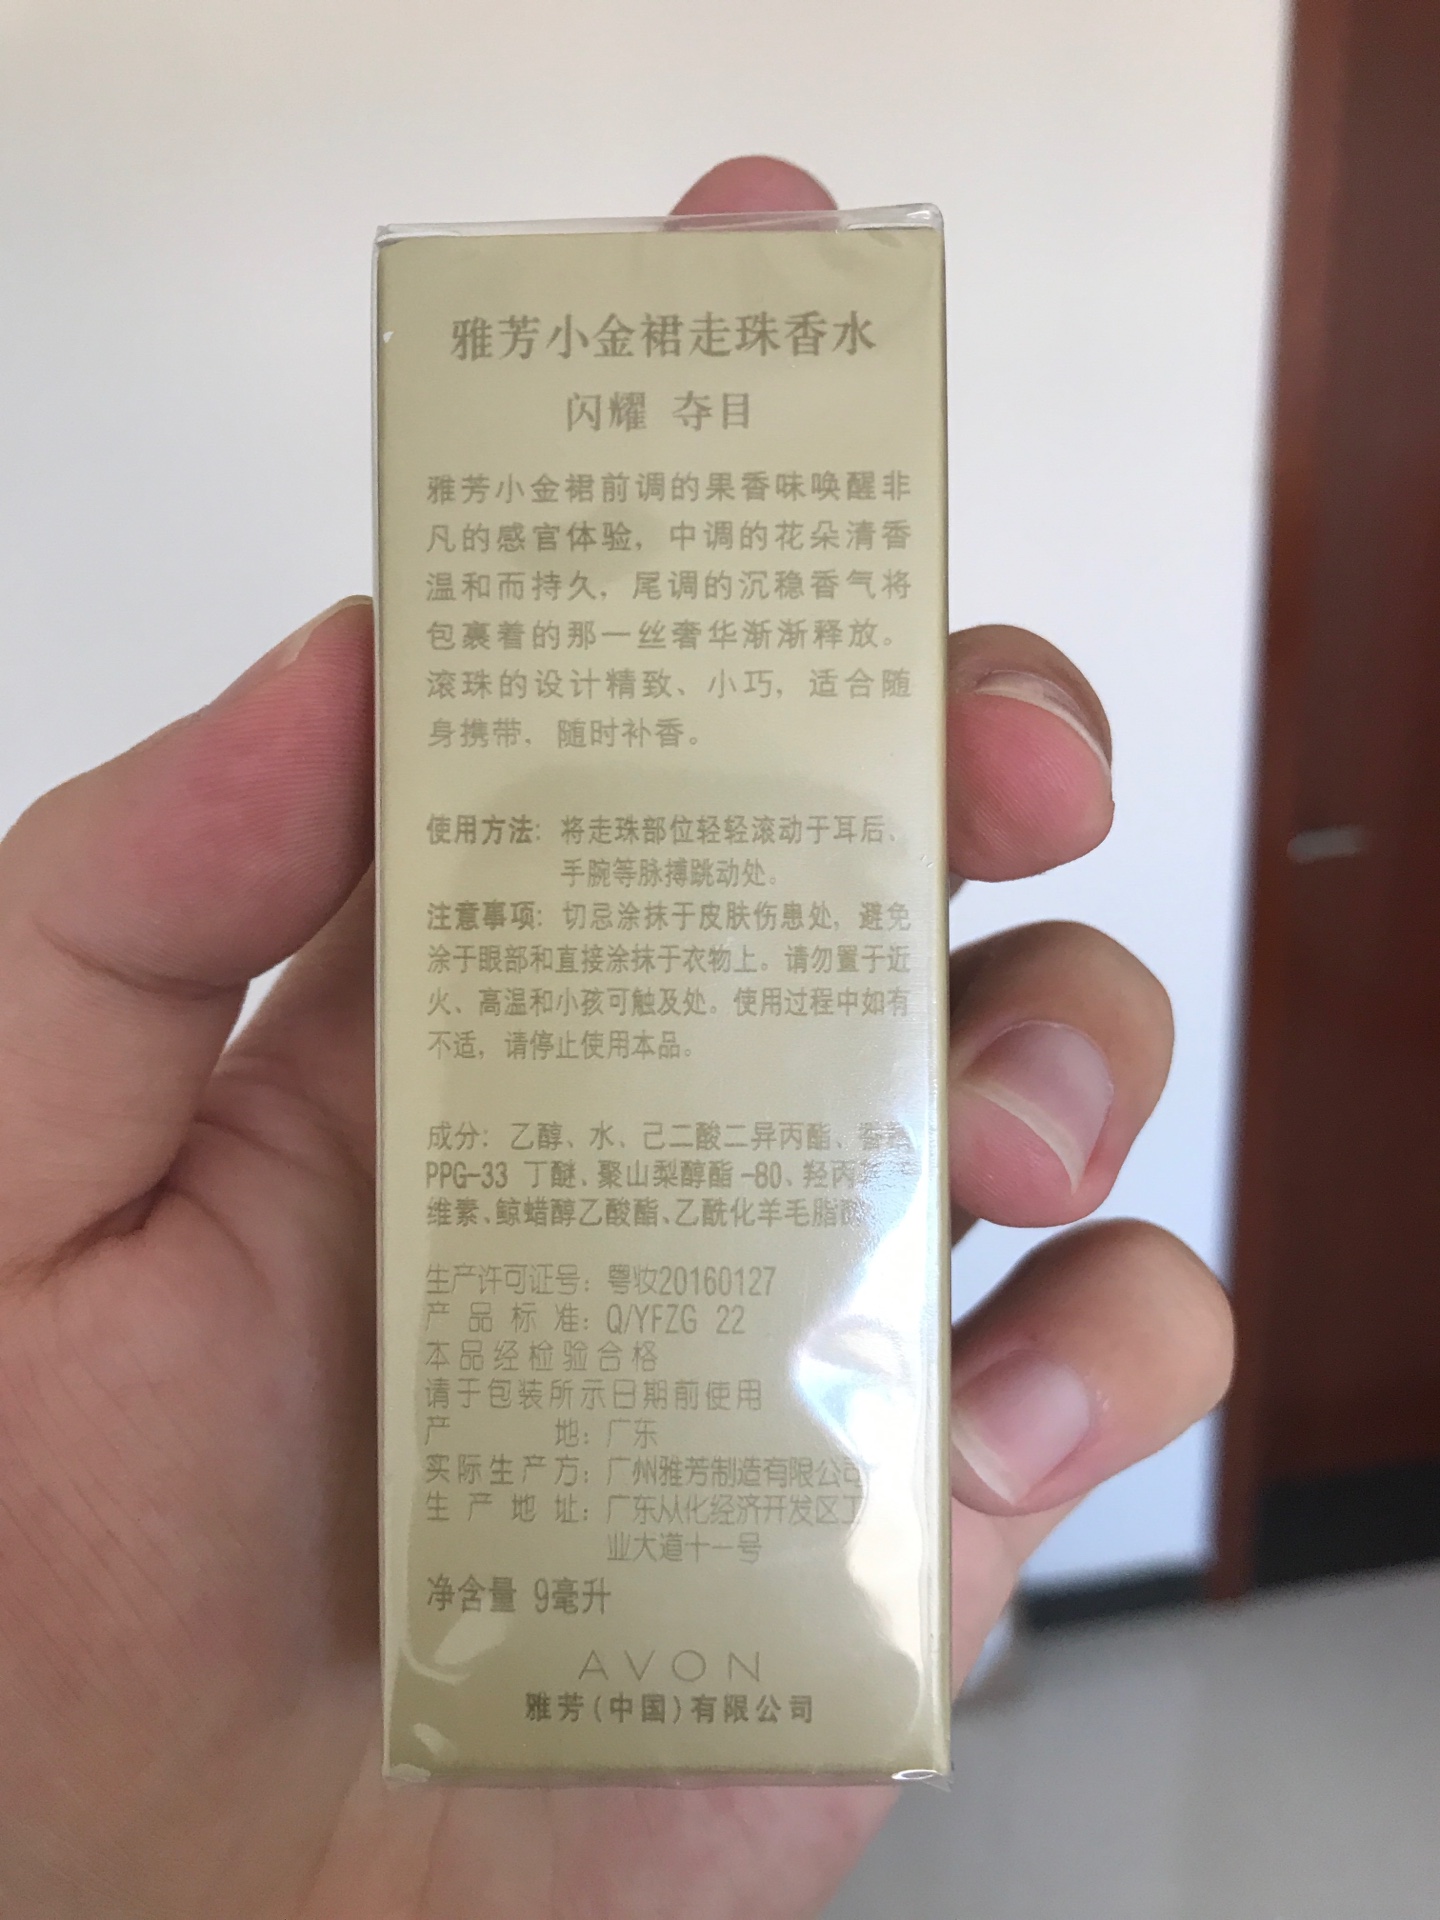 雅芳小金裙走珠香水
闪耀 夺目
雅芳小金裙前调的果香味唤醒非
凡的感官体验，中调的花朵清香
温和而持久，尾调的沉稳香气将
包裹着的那一丝奢华渐渐释放。
滚珠的设计精致、小巧，适合随
身携带，随时补香。
使用方法：将走珠部位轻轻滚动于耳后、
手腕等脉搏跳动处。
注意事项：切忌涂抹于皮肤伤患处，避免
涂于眼部和直接涂抹于衣物上。请勿置于近
火、高温和小孩可触及处。使用过程中如有
不适，请停止使用本品。
成分：乙醇、水、己二酸二异丙酯、香
PPG-33 丁醚、聚山梨醇酯-80、羟丙
维素、鲸蜡醇乙酸酯、乙酰化羊毛脂
生产许可证号：粤妆20160127
产品标准：Q/YFZG 22
本品经检验合格
请于包装所示日期前使用
产 地：广东
实际生产方：广州雅芳制造有限公司
生产地址：广东从化经济开发区工
业大道十一号
净含量 9毫升
AVON
雅芳(中国)有限公司